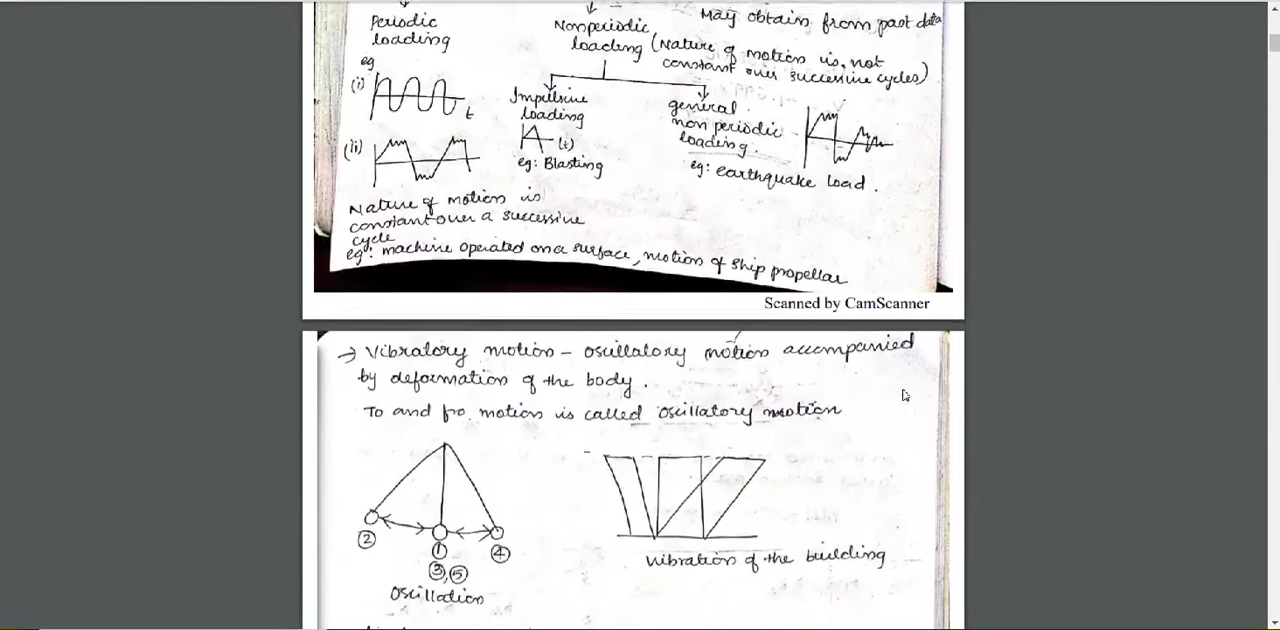 May obtain from past data
Periodic
loading
Nonperiodic
loading (Nature of motion is not
constant over successive cycles)
eg
(i)
t
(ii)
Impulsive
loading
(t)
eg: Blasting
general
non periodic
loading.
eg: earthquake load.
Nature of motion is
constant over a successive
cycle
eg: machine operated on a surface, motion of ship propellar
Scanned by CamScanner
→ Vibratory motion - oscillatory motion accompanied
by deformation of the body.
To and fro motion is called oscillatory motion
②
①
③,⑤
④
Oscillation
Vibration of the building